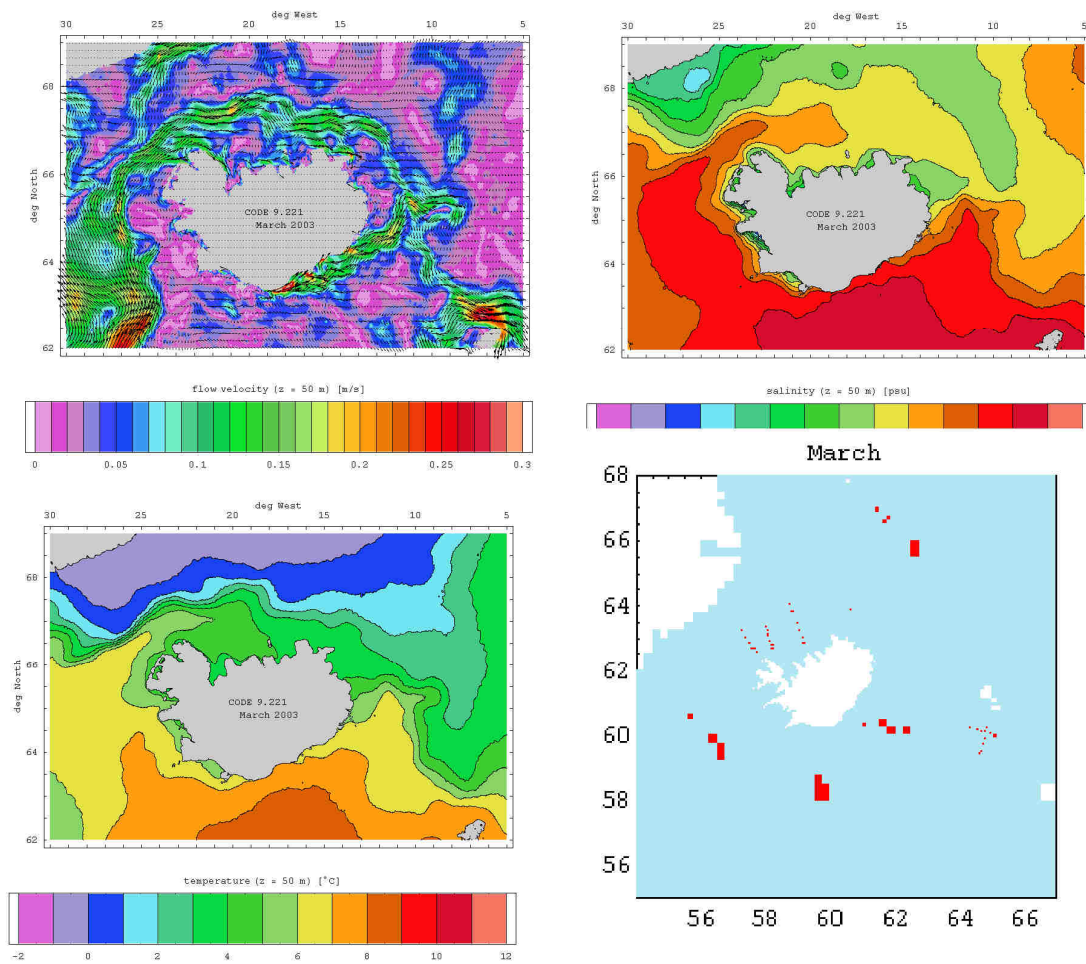 deg West
30 25 20 15 10 5
68
66
64
62
deg North
CODE 9.221
March 2003
flow velocity (z = 50 m) [m/s]
0 0.05 0.1 0.15 0.2 0.25 0.3
deg West
30 25 20 15 10 5
68
66
64
62
deg North
CODE 9.221
March 2003
salinity (z = 50 m) [psu]
deg West
30 25 20 15 10 5
68
66
64
62
deg North
CODE 9.221
March 2003
temperature (z = 50 m) [°C]
-2 0 2 4 6 8 10 12
March
68
66
64
62
60
58
56
56 58 60 62 64 66